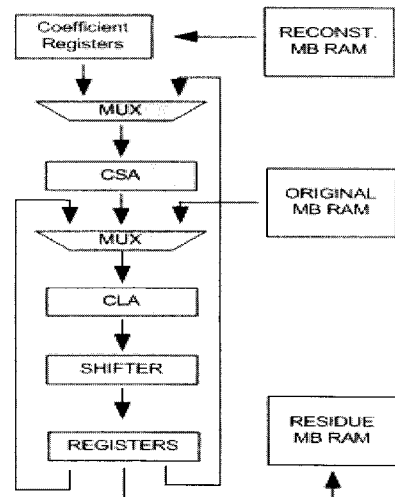 Coefficient
Registers
RECONST.
MB RAM
MUX
CSA
ORIGINAL
MB RAM
MUX
CLA
SHIFTER
REGISTERS
RESIDUE
MB RAM